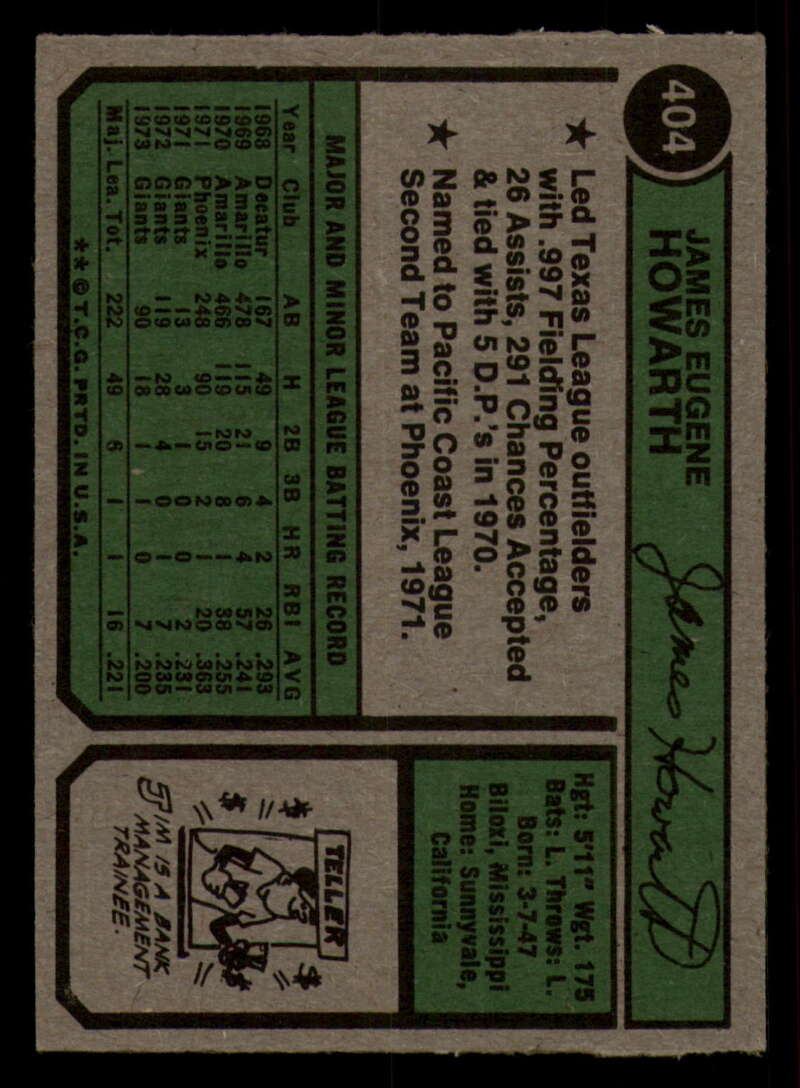 404
JAMES EUGENE
HOWARTH
James Howarth
★ Led Texas League outfielders
with .997 Fielding Percentage,
26 Assists, 291 Chances Accepted
& tied with 5 D.P.'s in 1970.
★ Named to Pacific Coast League
Second Team at Phoenix, 1971.
MAJOR AND MINOR LEAGUE BATTING RECORD
Year Club AB H 2B 3B HR RBI AVG
1968 Decatur 167 49 9 4 2 26 .293
1969 Amarillo 478 115 21 6 4 57 .241
1970 Amarillo 466 119 20 8 1 38 .255
1971 Phoenix 248 90 15 2 1 20 .363
1971 Giants 13 3 1 0 0 2 .231
1972 Giants 119 28 4 0 1 7 .235
1973 Giants 90 18 1 1 0 7 .200
Maj. Lea. Tot. 222 49 6 1 1 16 .221
** © T.C.G. PRTD. IN U.S.A.
Hgt: 5'11" Wgt. 175
Bats: L. Throws: L.
Born: 3-7-47
Biloxi, Mississippi
Home: Sunnyvale,
California
TELLER
$ $ $ $
JIM IS A BANK
MANAGEMENT
TRAINEE.